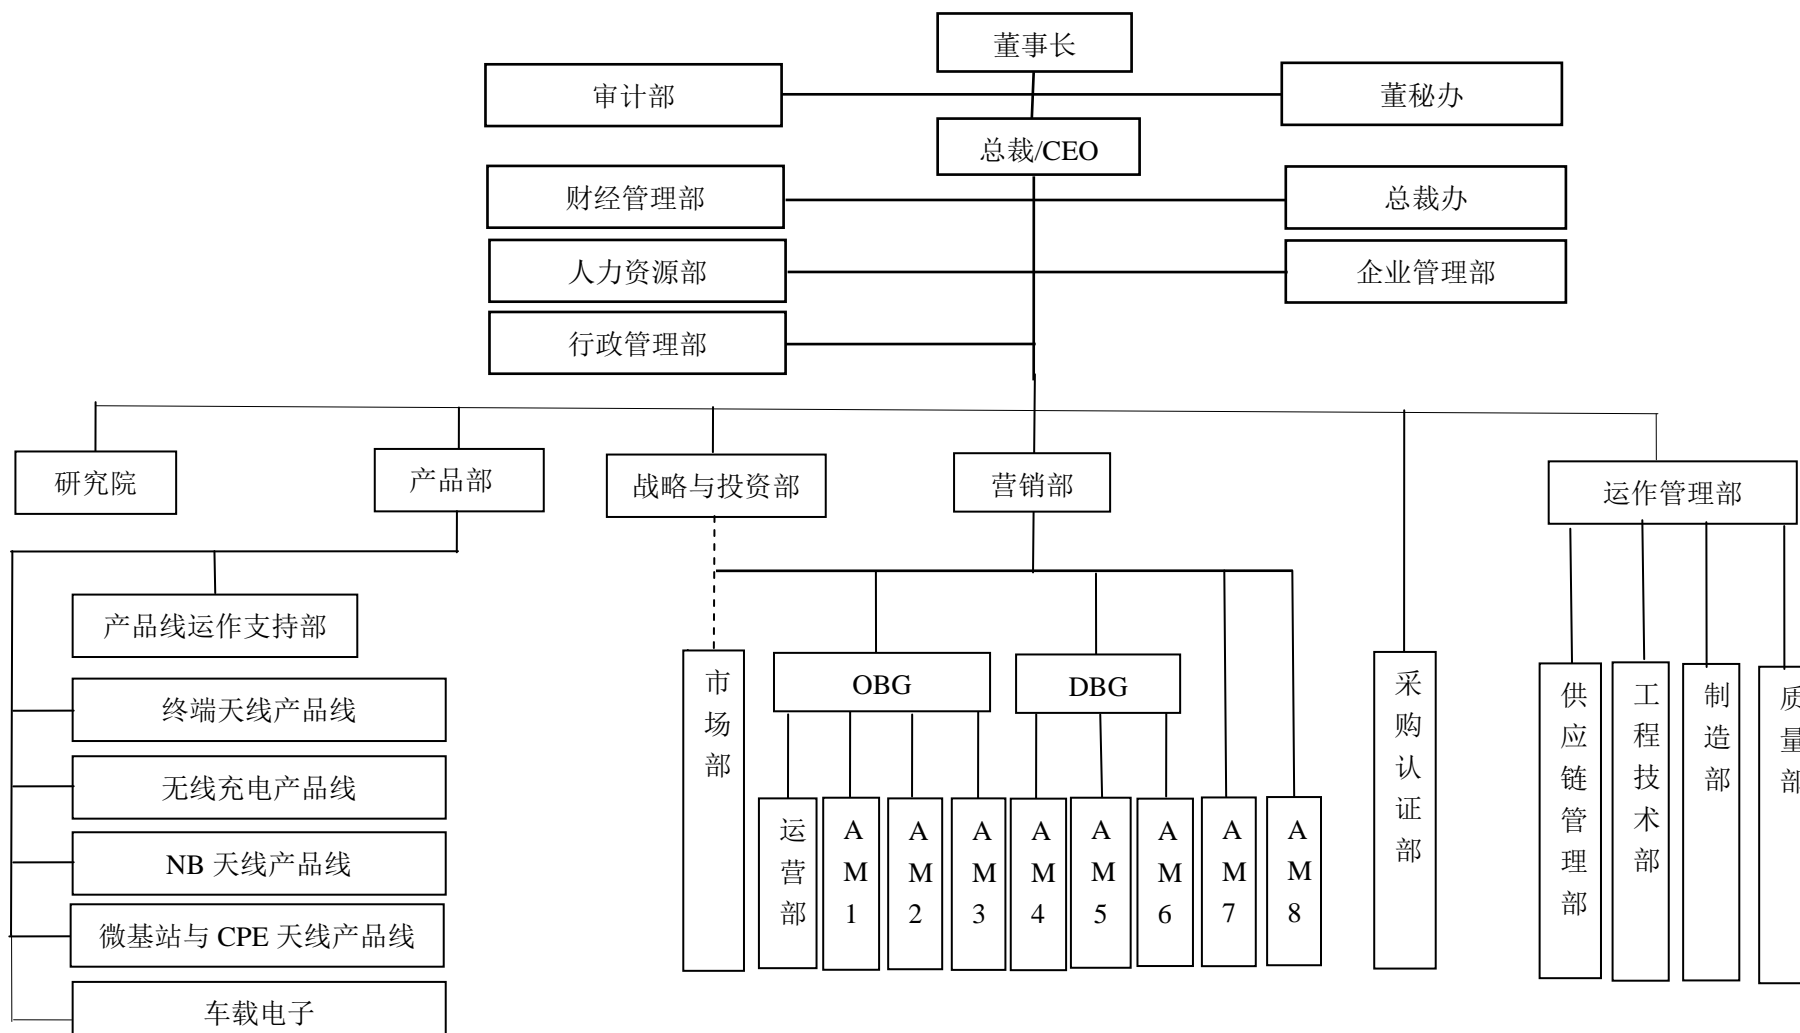 董事长
审计部
董秘办
总裁/CEO
财经管理部
总裁办
人力资源部
企业管理部
行政管理部
研究院
产品部
战略与投资部
营销部
运作管理部
产品线运作支持部
终端天线产品线
无线充电产品线
NB 天线产品线
微基站与 CPE 天线产品线
车载电子
市场部
OBG
DBG
运营部
AM1
AM2
AM3
AM4
AM5
AM6
AM7
AM8
采购认证部
供应链管理部
工程技术部
制造部
质量部